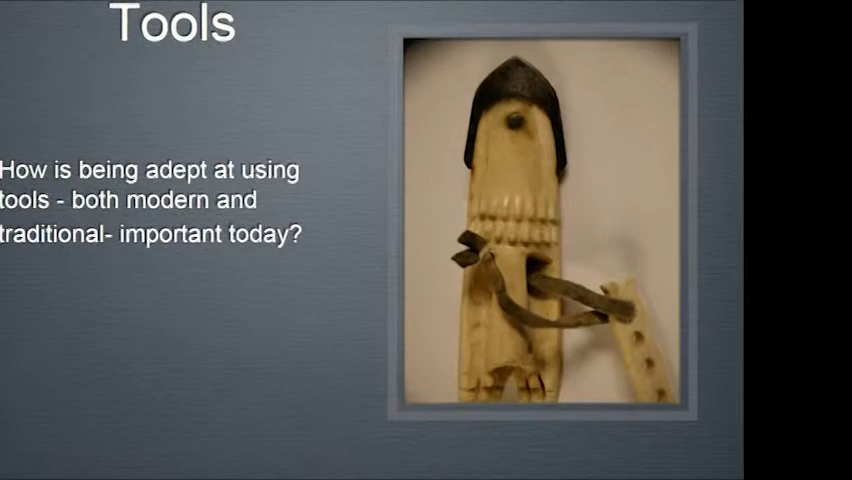 Tools
How is being adept at using
tools - both modern and
traditional- important today?